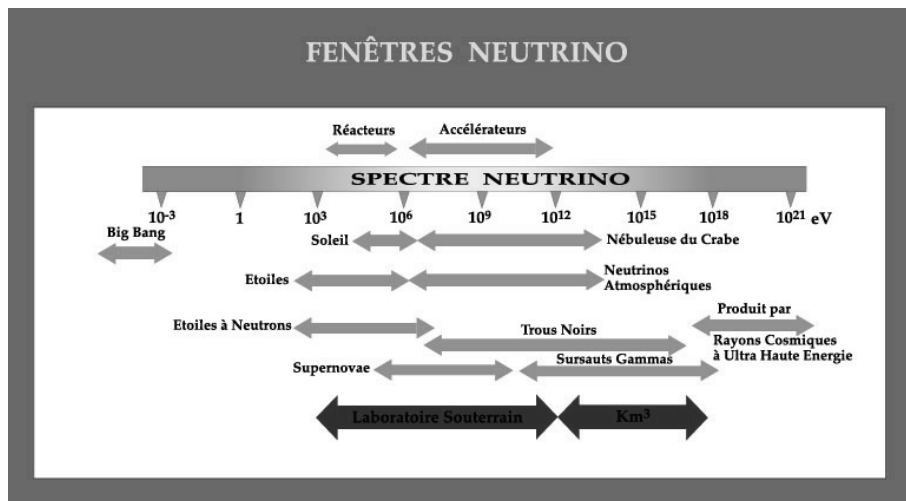 FENÊTRES NEUTRINO
Réacteurs Accélérateurs
SPECTRE NEUTRINO
10⁻³ 1 10³ 10⁶ 10⁹ 10¹² 10¹⁵ 10¹⁸ 10²¹ eV
Big Bang
Soleil Nébuleuse du Crabe
Etoiles Neutrinos
Atmosphériques
Etoiles à Neutrons Trous Noirs Produit par
Rayons Cosmiques
à Ultra Haute Energie
Supernovae Sursauts Gammas
Laboratoire Souterrain Km³